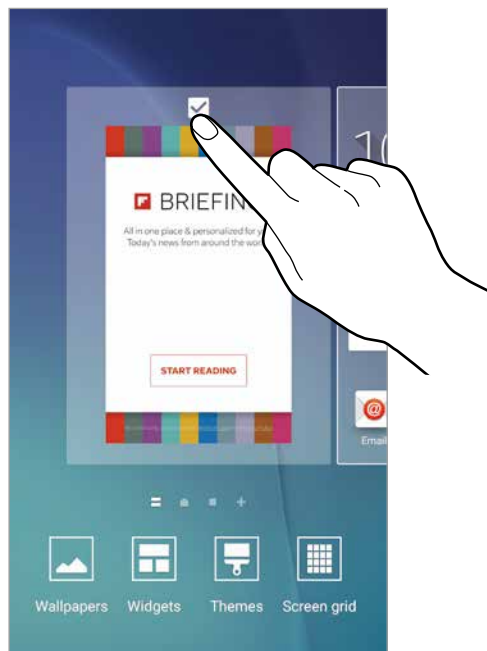 10
BRIEFIN
All in one place & personalized for y
Today's news from around the wor
START READING
@
Email
Wallpapers Widgets Themes Screen grid